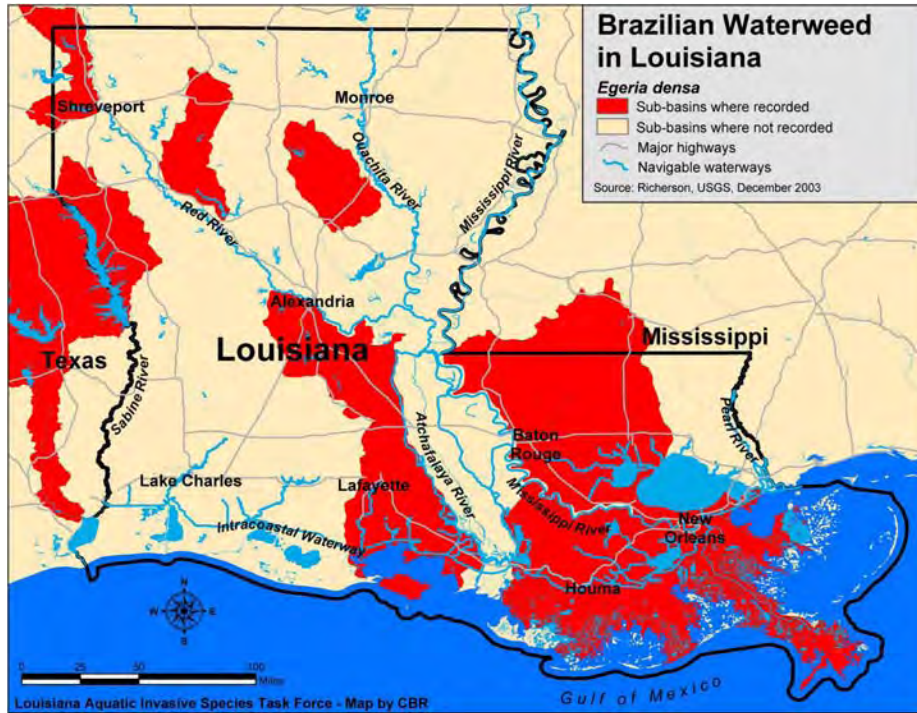 Brazilian Waterweed
in Louisiana
Egeria densa
Sub-basins where recorded
Sub-basins where not recorded
Major highways
Navigable waterways
Source: Richerson, USGS, December 2003
Shreveport
Monroe
Ouachita River
Mississippi River
Red River
Alexandria
Texas
Louisiana
Mississippi
Sabine River
Atchafalaya River
Pearl River
Baton
Rouge
Lake Charles
Lafayette
Mississippi River
New
Orleans
Intracoastal Waterway
Houma
N
W
E
S
0 25 50 100
Miles
Gulf of Mexico
Louisiana Aquatic Invasive Species Task Force - Map by CBR